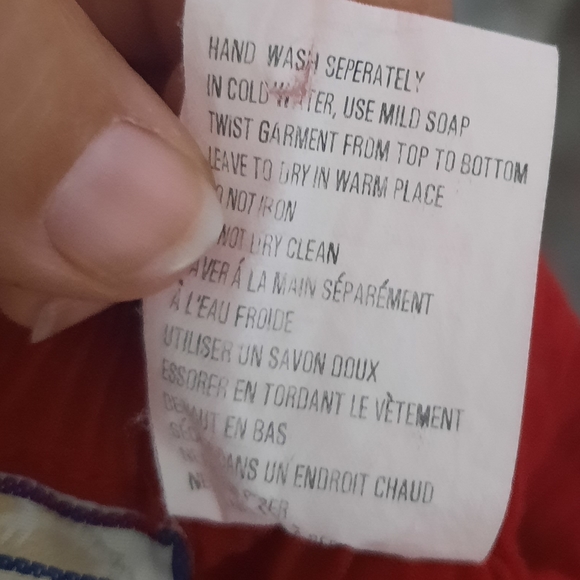 HAND WASH SEPERATELY
IN COLD WATER, USE MILD SOAP
TWIST GARMENT FROM TOP TO BOTTOM
LEAVE TO DRY IN WARM PLACE
NOT IRON
NOT DRY CLEAN
LAVER Á LA MAIN SÉPARÉMENT
À L'EAU FROIDE
UTILISER UN SAVON DOUX
ESSORER EN TORDANT LE VÈTEMENT
EN BAS
DANS UN ENDROIT CHAUD